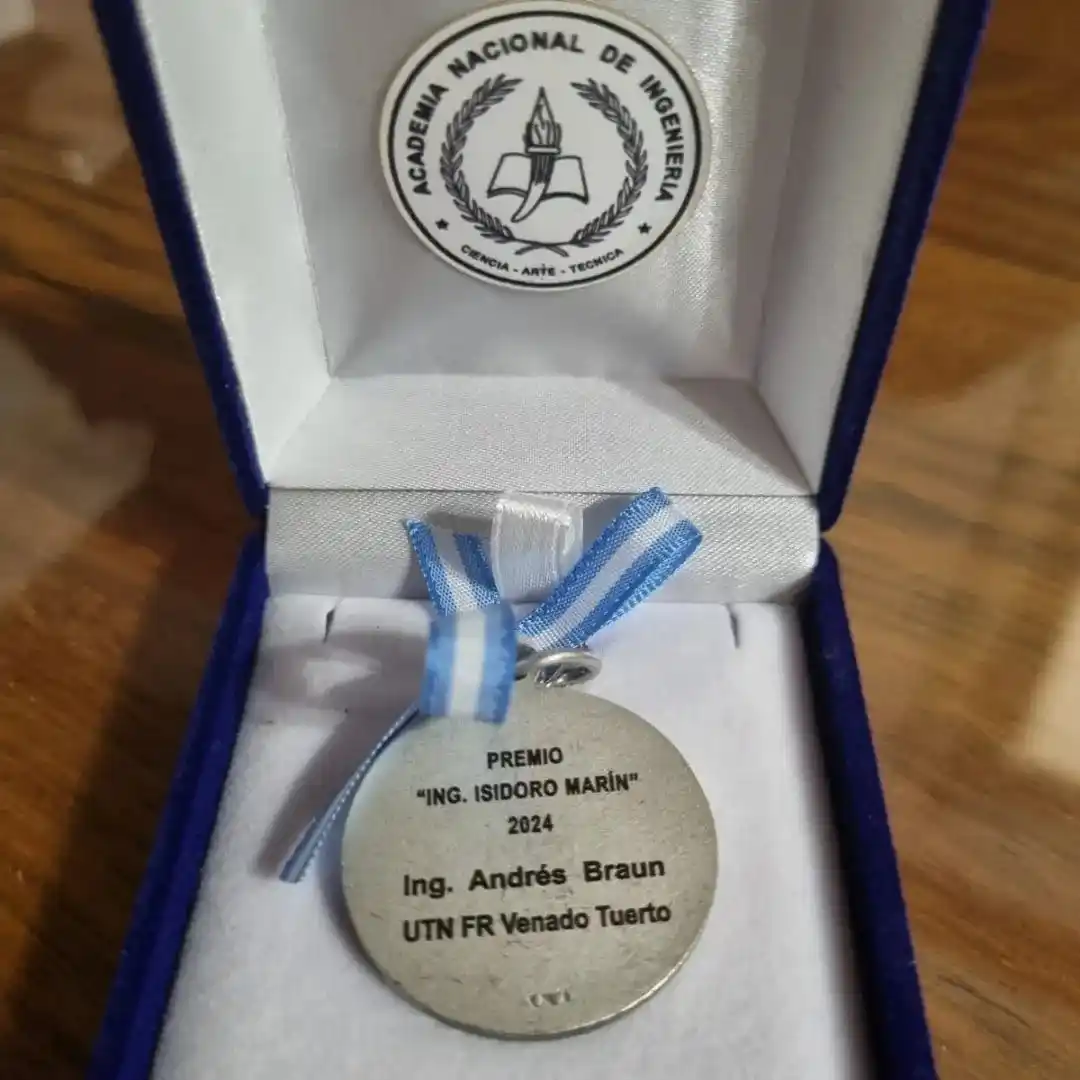 ACADEMIA NACIONAL DE INGENIERIA
CIENCIA - ARTE - TECNICA
PREMIO
“ING. ISIDORO MARÍN”
2024
Ing. Andrés Braun
UTN FR Venado Tuerto